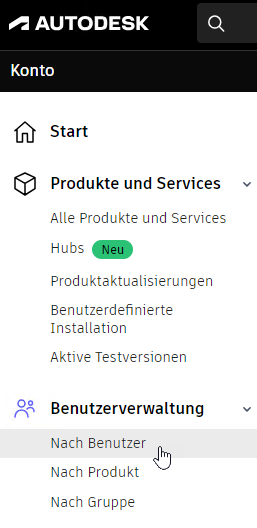 AUTODESK
Konto
Start
Produkte und Services
Alle Produkte und Services
Hubs Neu
Produktaktualisierungen
Benutzerdefinierte
Installation
Aktive Testversionen
Benutzerverwaltung
Nach Benutzer
Nach Produkt
Nach Gruppe